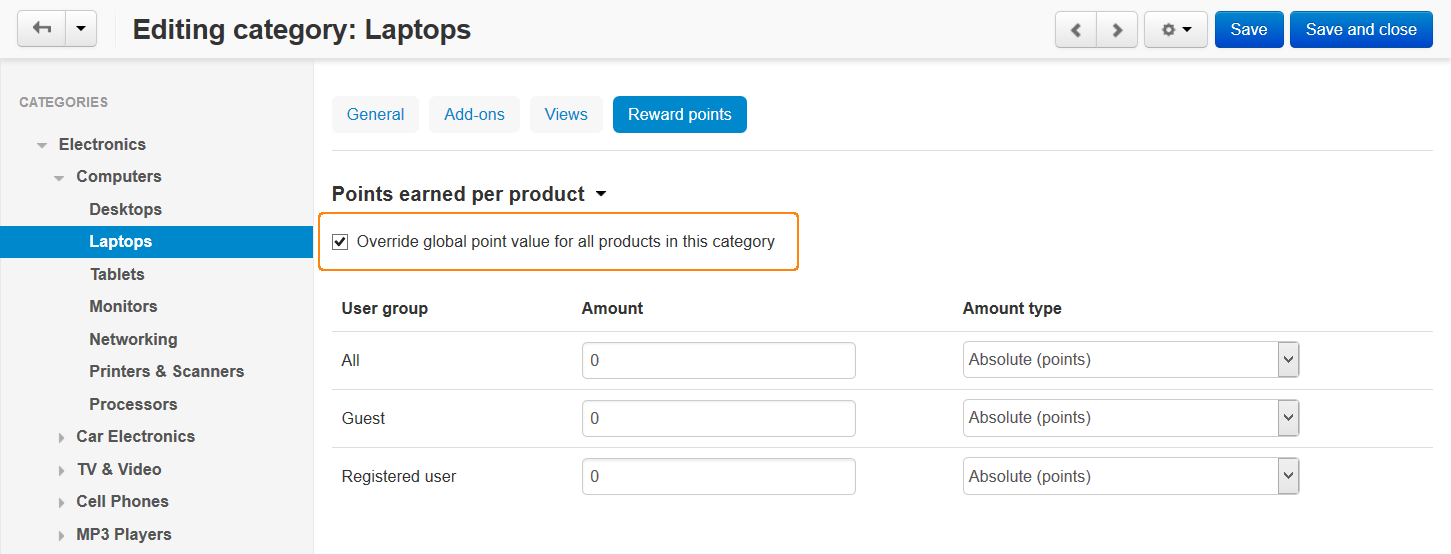 Editing category: Laptops
Save
Save and close
CATEGORIES
Electronics
Computers
Desktops
Laptops
Tablets
Monitors
Networking
Printers & Scanners
Processors
Car Electronics
TV & Video
Cell Phones
MP3 Players
General
Add-ons
Views
Reward points
Points earned per product
Override global point value for all products in this category
User group Amount Amount type
All 0 Absolute (points)
Guest 0 Absolute (points)
Registered user 0 Absolute (points)